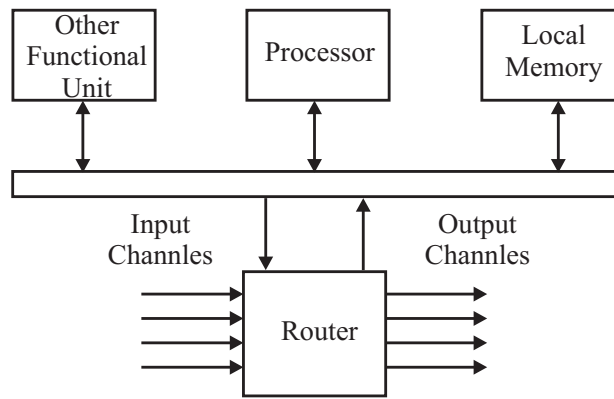 Other
Functional
Unit
Processor
Local
Memory
Input
Channles
Output
Channles
Router